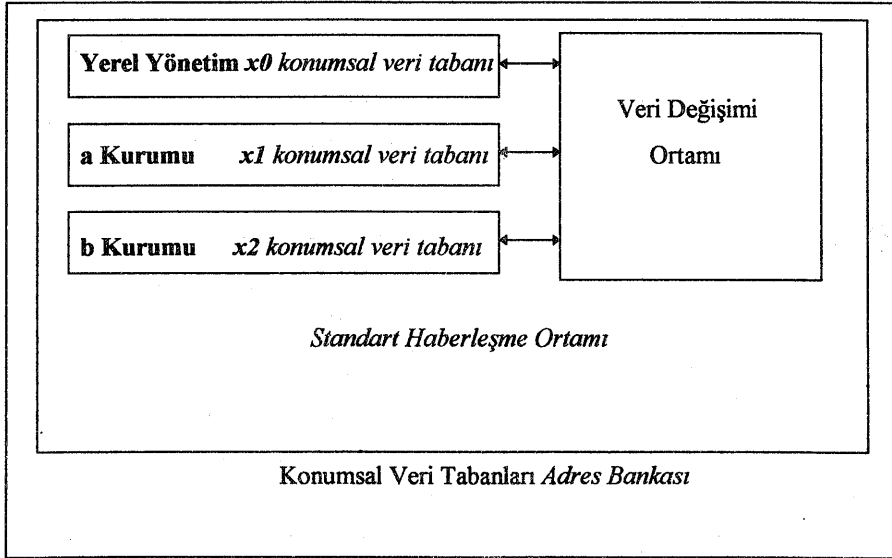 Yerel Yönetim x0 konumsal veri tabanı
Veri Değişimi
Ortamı
a Kurumu x1 konumsal veri tabanı
b Kurumu x2 konumsal veri tabanı
Standart Haberleşme Ortamı
Konumsal Veri Tabanları Adres Bankası